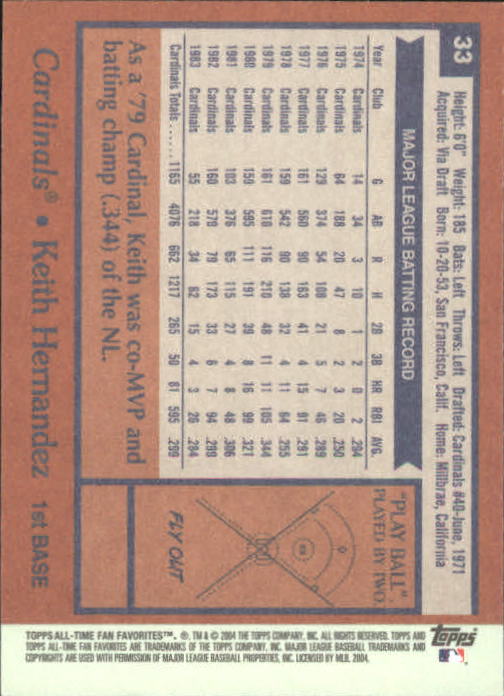 33
Height: 6'0" Weight: 185 Bats: Left Throws: Left Drafted: Cardinals #40-June, 1971
Acquired: Via Draft Born: 10-20-53, San Francisco, Calif. Home: Millbrae, California
MAJOR LEAGUE BATTING RECORD
Year Club G AB R H 2B 3B HR RBI AVG.
1974 Cardinals 14 34 3 10 1 2 0 2 .294
1975 Cardinals 64 188 20 47 8 2 3 20 .250
1976 Cardinals 129 374 54 108 21 5 7 46 .289
1977 Cardinals 161 560 90 163 41 4 15 91 .291
1978 Cardinals 159 542 90 138 32 4 11 64 .255
1979 Cardinals 161 610 116 210 48 11 11 105 .344
1980 Cardinals 159 595 111 191 39 8 16 99 .321
1981 Cardinals 103 376 65 115 27 4 8 48 .306
1982 Cardinals 160 579 79 173 33 6 7 94 .299
1983 Cardinals 55 218 34 62 15 4 3 26 .284
Cardinals Totals...... 1165 4076 662 1217 265 50 81 595 .299
As a '79 Cardinal, Keith was co-MVP and
batting champ (.344) of the NL.
"PLAY BALL"
PLAYED BY TWO
FLY OUT
Cardinals® • Keith Hernandez 1st BASE
TOPPS ALL-TIME FAN FAVORITES™. ®, TM & © 2004 THE TOPPS COMPANY, INC. ALL RIGHTS RESERVED. TOPPS AND
TOPPS ALL-TIME FAN FAVORITES ARE TRADEMARKS OF THE TOPPS COMPANY, INC. MAJOR LEAGUE BASEBALL TRADEMARKS AND
COPYRIGHTS ARE USED WITH PERMISSION OF MAJOR LEAGUE BASEBALL PROPERTIES, INC. LICENSED BY MLB, 2004.
Topps